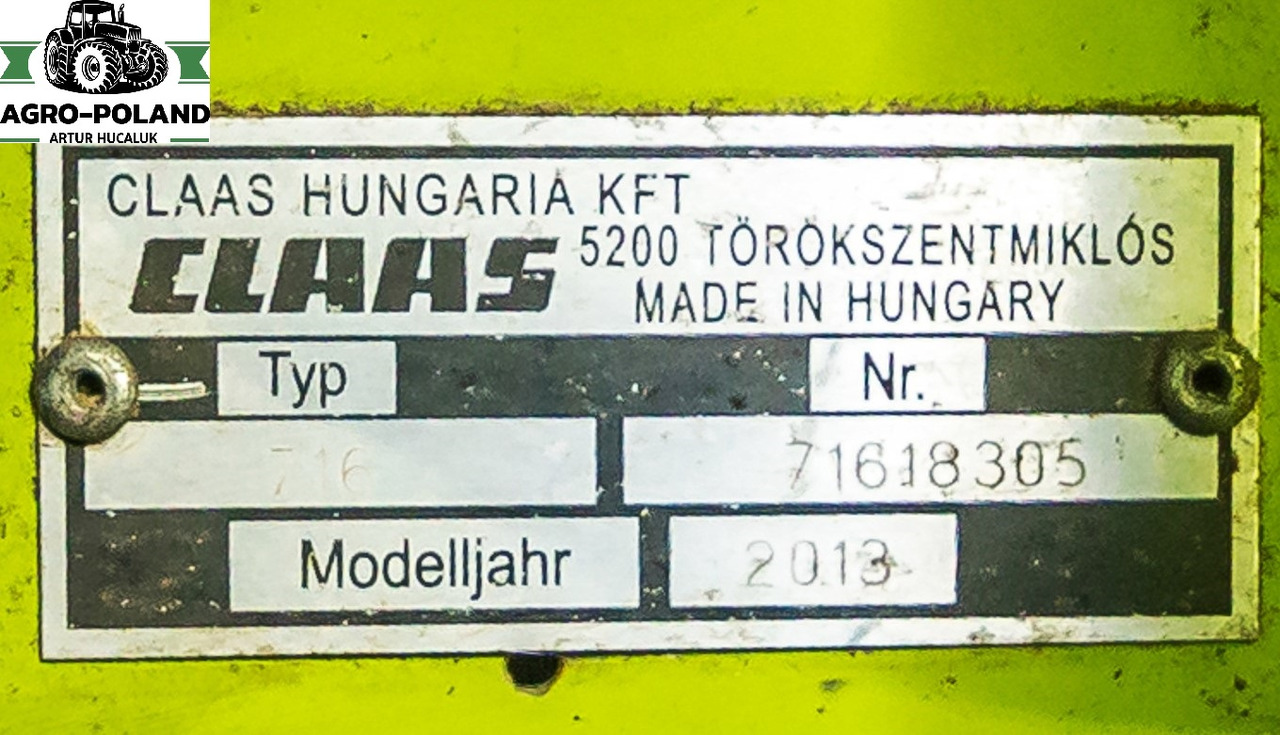 AGRO-POLAND
ARTUR HUCALUK
CLAAS HUNGARIA KFT
CLAAS 5200 TÖRÖKSZENTMIKLÓS
MADE IN HUNGARY
Typ Nr.
716 71618305
Modelljahr 2013